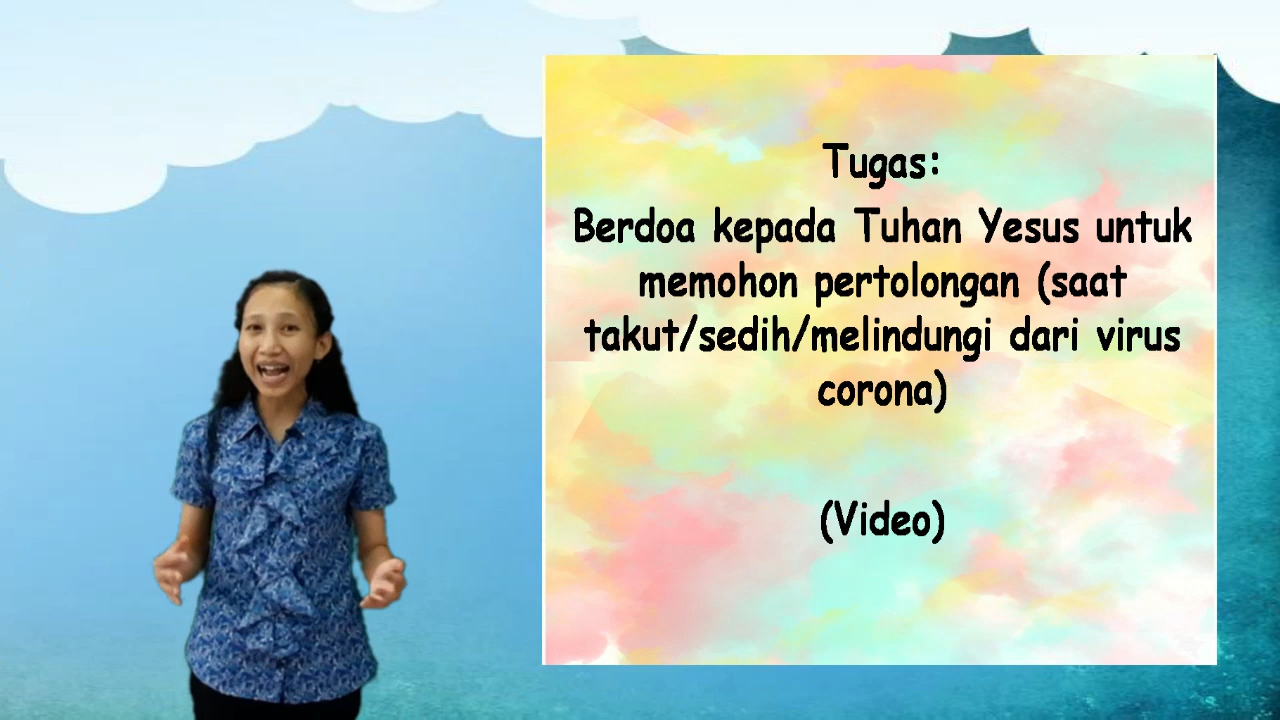 Tugas:
Berdoa kepada Tuhan Yesus untuk
memohon pertolongan (saat
takut/sedih/melindungi dari virus
corona)
(Video)